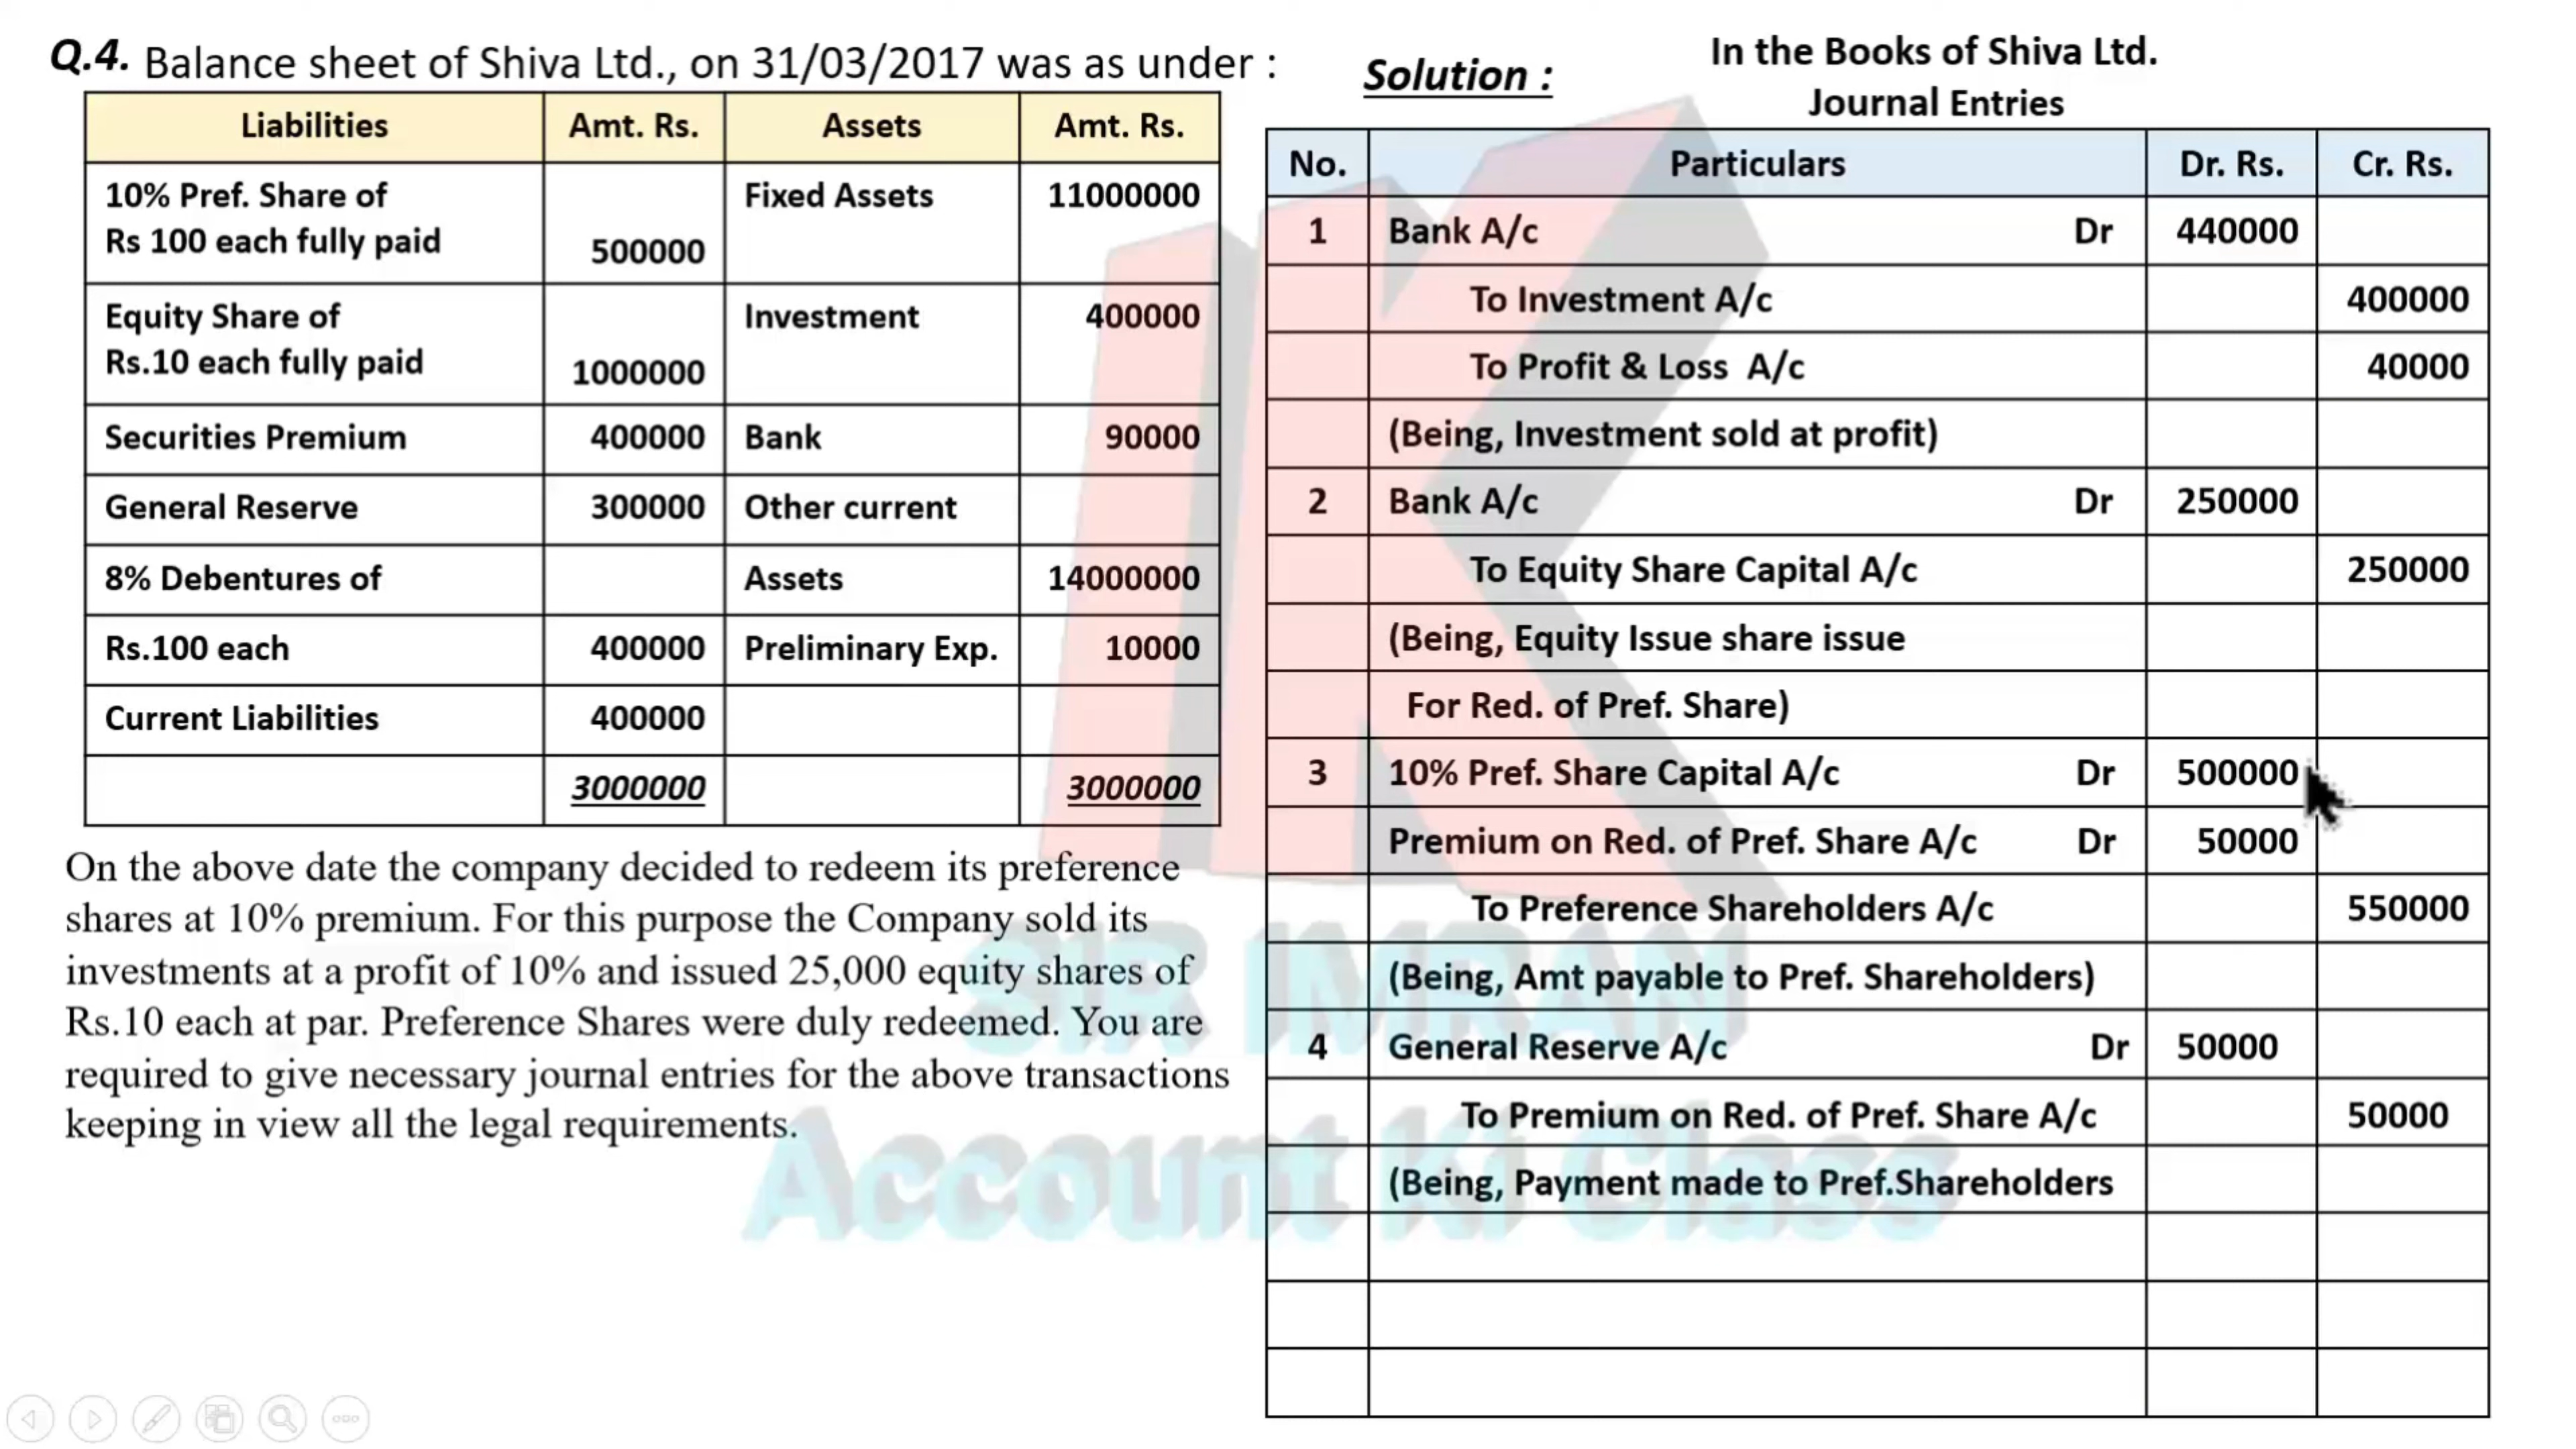 Q.4. Balance sheet of Shiva Ltd., on 31/03/2017 was as under :
Liabilities Amt. Rs. Assets Amt. Rs.
10% Pref. Share of Fixed Assets 11000000
Rs 100 each fully paid 500000
Equity Share of Investment 400000
Rs.10 each fully paid 1000000
Securities Premium 400000 Bank 90000
General Reserve 300000 Other current
8% Debentures of Assets 14000000
Rs.100 each 400000 Preliminary Exp. 10000
Current Liabilities 400000
3000000 3000000
On the above date the company decided to redeem its preference
shares at 10% premium. For this purpose the Company sold its
investments at a profit of 10% and issued 25,000 equity shares of
Rs.10 each at par. Preference Shares were duly redeemed. You are
required to give necessary journal entries for the above transactions
keeping in view all the legal requirements.
Solution :
In the Books of Shiva Ltd.
Journal Entries
No. Particulars Dr. Rs. Cr. Rs.
1 Bank A/c Dr 440000
To Investment A/c 400000
To Profit & Loss A/c 40000
(Being, Investment sold at profit)
2 Bank A/c Dr 250000
To Equity Share Capital A/c 250000
(Being, Equity Issue share issue
For Red. of Pref. Share)
3 10% Pref. Share Capital A/c Dr 500000
Premium on Red. of Pref. Share A/c Dr 50000
To Preference Shareholders A/c 550000
(Being, Amt payable to Pref. Shareholders)
4 General Reserve A/c Dr 50000
To Premium on Red. of Pref. Share A/c 50000
(Being, Payment made to Pref.Shareholders
SIR IMRAN
Account Ki Class